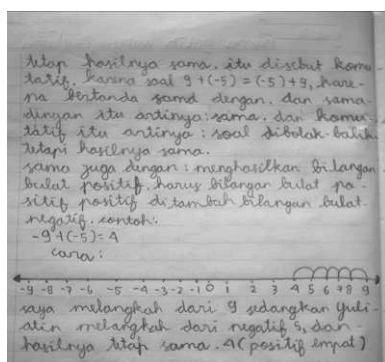 tetap hasilnya sama. itu disebut komu-
tatif. karena soal 9 + (-5) = (-5) + 9, kare-
na bertanda samd dengan. dan sama-
dengan itu artinya : sama. dan komu-
tatif itu artinya : soal dibolak-balik
tetapi hasilnya sama.
sama juga dengan : menghasilkan bilangan
bulat positif. harus bilangan bulat po-
sitif positif di tambah bilangan bulat
negatif. contoh:
-9 + (-5) = 4
cara :
-9 -8 -7 -6 -5 -4 -3 -2 -1 0 1 2 3 4 5 6 7 8 9
saya melangkah dari 9 sedangkan yuli-
atin melangkah dari negatif 5, dan
hasilnya tetap sama. 4 (positif empat)